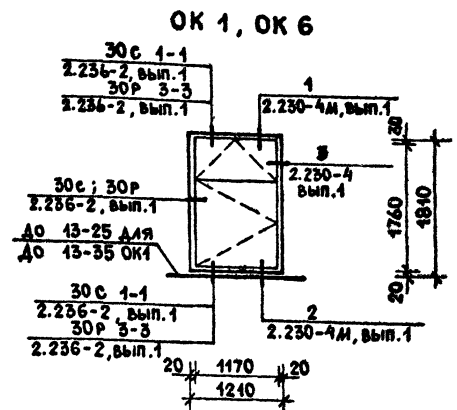 ОК 1, ОК 6
30С 1-1
2.236-2, ВЫП.1
30Р 3-3
2.236-2, ВЫП.1
1
2.230-4М, ВЫП.1
3
2.230-4
ВЫП.1
30С; 30Р
2.236-2, ВЫП.1
ДО 13-25 ДЛЯ
ДО 13-35 ОК1
30С 1-1
2.236-2, ВЫП.1
30Р 3-3
2.236-2, ВЫП.1
2
2.230-4М, ВЫП.1
30
1760
1810
20
20
1170
20
1210